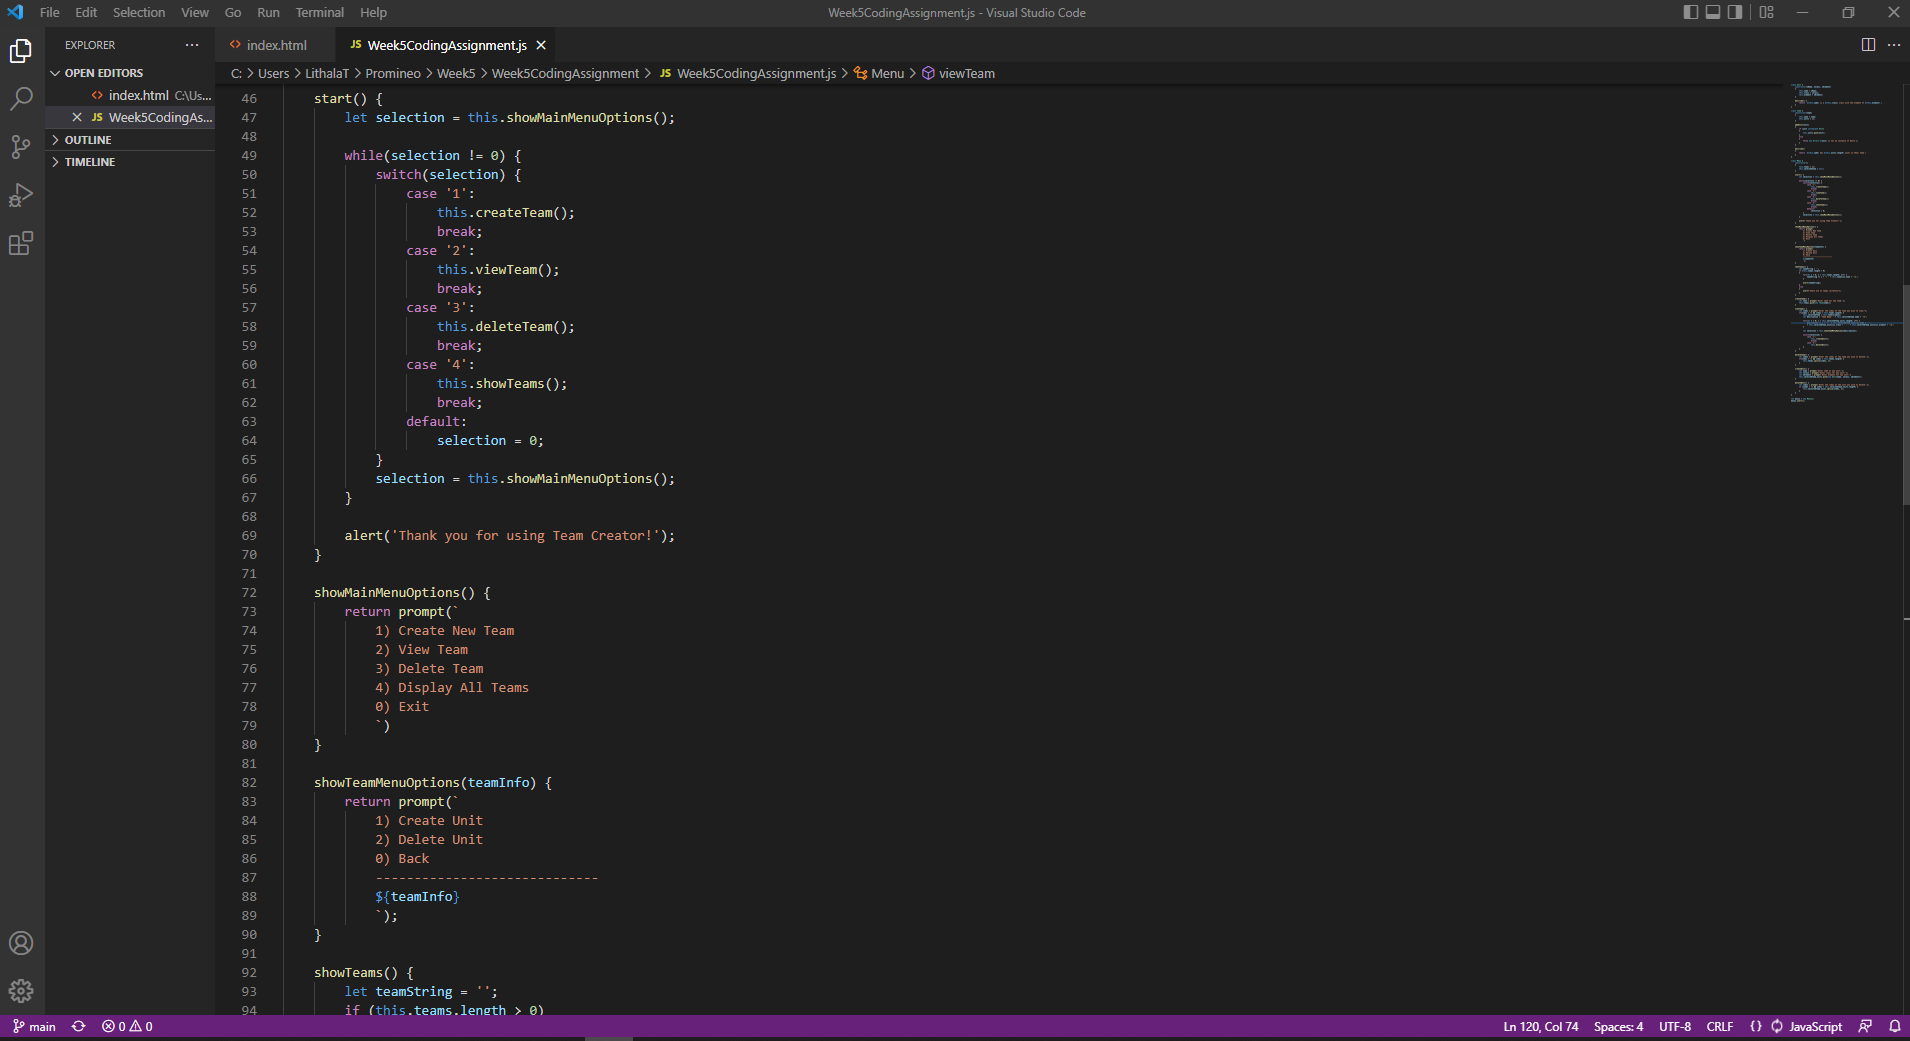 File Edit Selection View Go Run Terminal Help
Week5CodingAssignment.js - Visual Studio Code
EXPLORER
OPEN EDITORS
index.html C:\Us...
JS Week5CodingAs...
OUTLINE
TIMELINE
index.html
JS Week5CodingAssignment.js
C: > Users > LithalaT > Promineo > Week5 > Week5CodingAssignment > JS Week5CodingAssignment.js > Menu > viewTeam
46 start() {
47 let selection = this.showMainMenuOptions();
48
49 while(selection != 0) {
50 switch(selection) {
51 case '1':
52 this.createTeam();
53 break;
54 case '2':
55 this.viewTeam();
56 break;
57 case '3':
58 this.deleteTeam();
59 break;
60 case '4':
61 this.showTeams();
62 break;
63 default:
64 selection = 0;
65 }
66 selection = this.showMainMenuOptions();
67 }
68
69 alert('Thank you for using Team Creator!');
70 }
71
72 showMainMenuOptions() {
73 return prompt(`
74 1) Create New Team
75 2) View Team
76 3) Delete Team
77 4) Display All Teams
78 0) Exit
79 `)
80 }
81
82 showTeamMenuOptions(teamInfo) {
83 return prompt(`
84 1) Create Unit
85 2) Delete Unit
86 0) Back
87 -----------------------------
88 ${teamInfo}
89 `);
90 }
91
92 showTeams() {
93 let teamString = '';
94 if (this.teams.length > 0)
main 0 0
Ln 120, Col 74 Spaces: 4 UTF-8 CRLF {} JavaScript